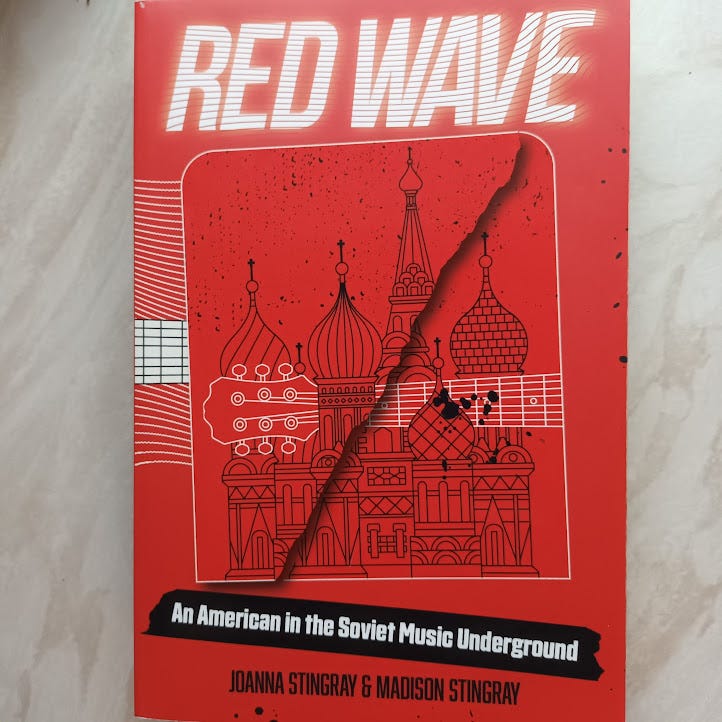 RED WAVE
An American in the Soviet Music Underground
JOANNA STINGRAY & MADISON STINGRAY